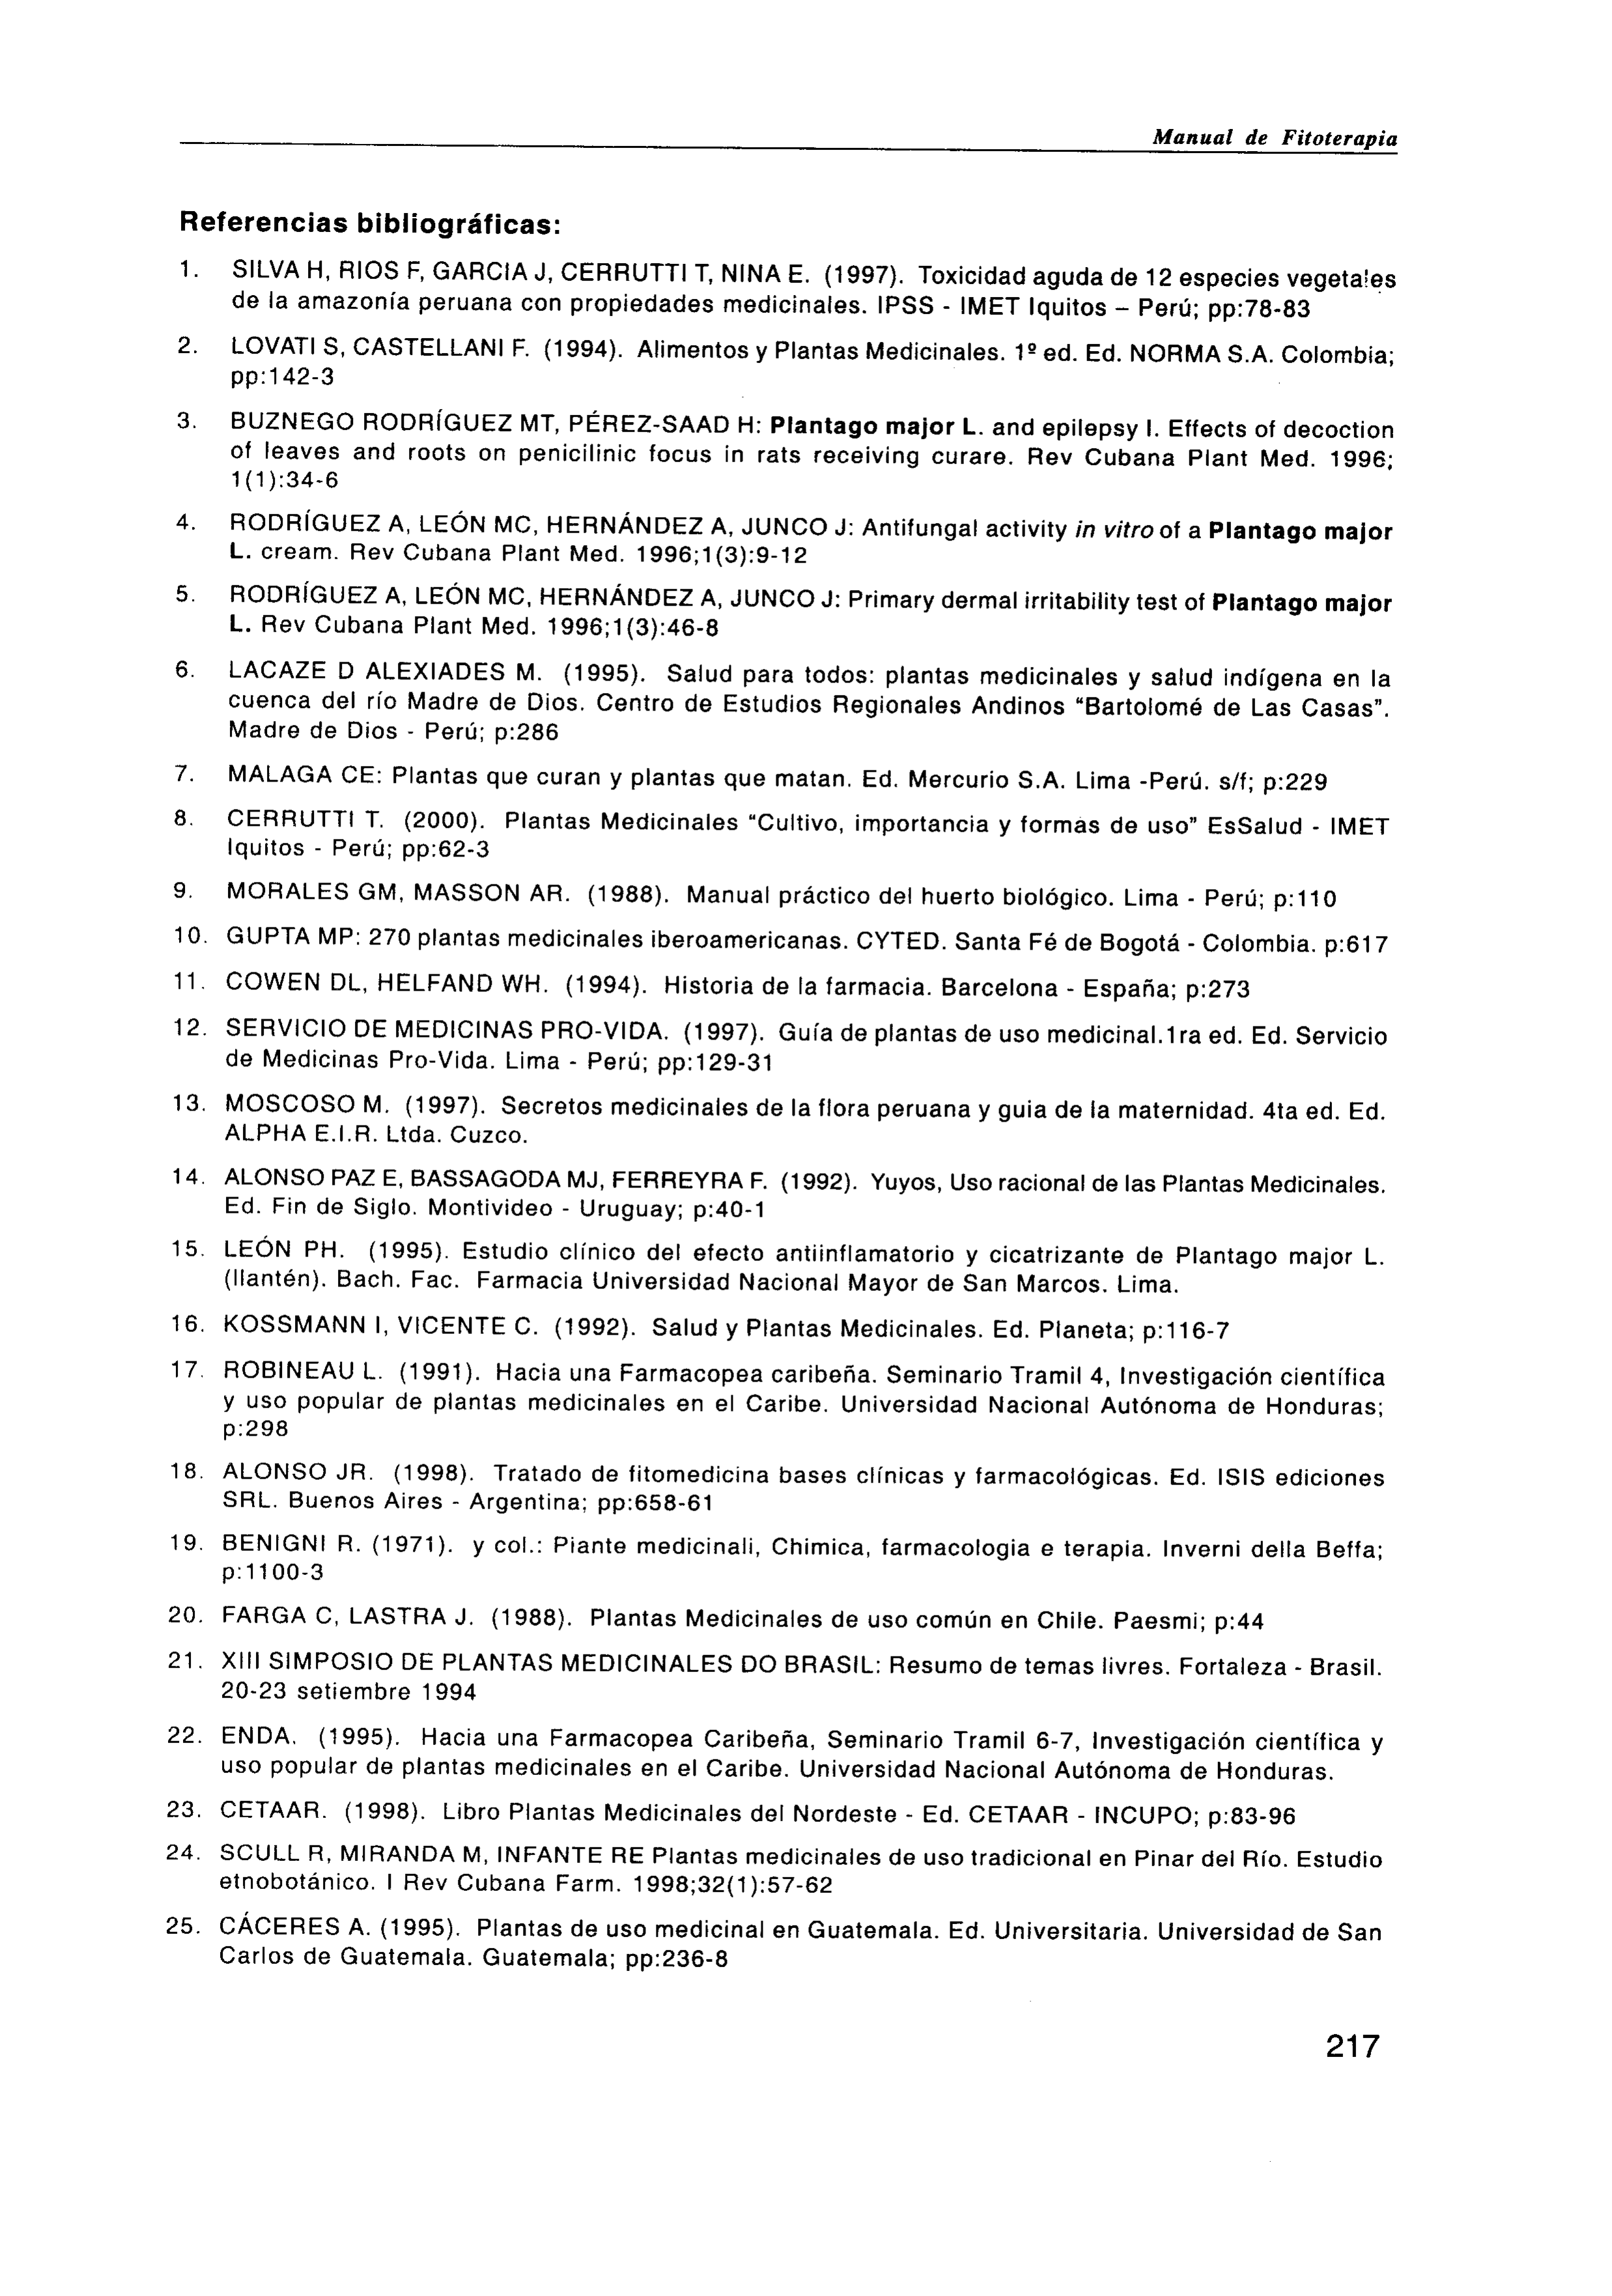 Manual de Fitoterapia
Referencias bibliográficas:
1. SILVA H, RIOS F, GARCIA J, CERRUTTI T, NINA E. (1997). Toxicidad aguda de 12 especies vegetales
de la amazonía peruana con propiedades medicinales. IPSS - IMET Iquitos – Perú; pp:78-83
2. LOVATI S, CASTELLANI F. (1994). Alimentos y Plantas Medicinales. 1º ed. Ed. NORMA S.A. Colombia;
pp:142-3
3. BUZNEGO RODRÍGUEZ MT, PÉREZ-SAAD H: Plantago major L. and epilepsy I. Effects of decoction
of leaves and roots on penicilinic focus in rats receiving curare. Rev Cubana Plant Med. 1996;
1(1):34-6
4. RODRÍGUEZ A, LEÓN MC, HERNÁNDEZ A, JUNCO J: Antifungal activity in vitro of a Plantago major
L. cream. Rev Cubana Plant Med. 1996;1(3):9-12
5. RODRÍGUEZ A, LEÓN MC, HERNÁNDEZ A, JUNCO J: Primary dermal irritability test of Plantago major
L. Rev Cubana Plant Med. 1996;1(3):46-8
6. LACAZE D ALEXIADES M. (1995). Salud para todos: plantas medicinales y salud indígena en la
cuenca del río Madre de Dios. Centro de Estudios Regionales Andinos “Bartolomé de Las Casas”.
Madre de Dios - Perú; p:286
7. MALAGA CE: Plantas que curan y plantas que matan. Ed. Mercurio S.A. Lima -Perú. s/f; p:229
8. CERRUTTI T. (2000). Plantas Medicinales “Cultivo, importancia y formas de uso” EsSalud - IMET
Iquitos - Perú; pp:62-3
9. MORALES GM, MASSON AR. (1988). Manual práctico del huerto biológico. Lima - Perú; p:110
10. GUPTA MP: 270 plantas medicinales iberoamericanas. CYTED. Santa Fé de Bogotá - Colombia. p:617
11. COWEN DL, HELFAND WH. (1994). Historia de la farmacia. Barcelona - España; p:273
12. SERVICIO DE MEDICINAS PRO-VIDA. (1997). Guía de plantas de uso medicinal.1ra ed. Ed. Servicio
de Medicinas Pro-Vida. Lima - Perú; pp:129-31
13. MOSCOSO M. (1997). Secretos medicinales de la flora peruana y guia de la maternidad. 4ta ed. Ed.
ALPHA E.I.R. Ltda. Cuzco.
14. ALONSO PAZ E, BASSAGODA MJ, FERREYRA F. (1992). Yuyos, Uso racional de las Plantas Medicinales.
Ed. Fin de Siglo. Montivideo - Uruguay; p:40-1
15. LEÓN PH. (1995). Estudio clínico del efecto antiinflamatorio y cicatrizante de Plantago major L.
(llantén). Bach. Fac. Farmacia Universidad Nacional Mayor de San Marcos. Lima.
16. KOSSMANN I, VICENTE C. (1992). Salud y Plantas Medicinales. Ed. Planeta; p:116-7
17. ROBINEAU L. (1991). Hacia una Farmacopea caribeña. Seminario Tramil 4, Investigación científica
y uso popular de plantas medicinales en el Caribe. Universidad Nacional Autónoma de Honduras;
p:298
18. ALONSO JR. (1998). Tratado de fitomedicina bases clínicas y farmacológicas. Ed. ISIS ediciones
SRL. Buenos Aires - Argentina; pp:658-61
19. BENIGNI R. (1971). y col.: Piante medicinali, Chimica, farmacologia e terapia. Inverni della Beffa;
p:1100-3
20. FARGA C, LASTRA J. (1988). Plantas Medicinales de uso común en Chile. Paesmi; p:44
21. XIII SIMPOSIO DE PLANTAS MEDICINALES DO BRASIL: Resumo de temas livres. Fortaleza - Brasil.
20-23 setiembre 1994
22. ENDA. (1995). Hacia una Farmacopea Caribeña, Seminario Tramil 6-7, Investigación científica y
uso popular de plantas medicinales en el Caribe. Universidad Nacional Autónoma de Honduras.
23. CETAAR. (1998). Libro Plantas Medicinales del Nordeste - Ed. CETAAR - INCUPO; p:83-96
24. SCULL R, MIRANDA M, INFANTE RE Plantas medicinales de uso tradicional en Pinar del Río. Estudio
etnobotánico. I Rev Cubana Farm. 1998;32(1):57-62
25. CÁCERES A. (1995). Plantas de uso medicinal en Guatemala. Ed. Universitaria. Universidad de San
Carlos de Guatemala. Guatemala; pp:236-8
217